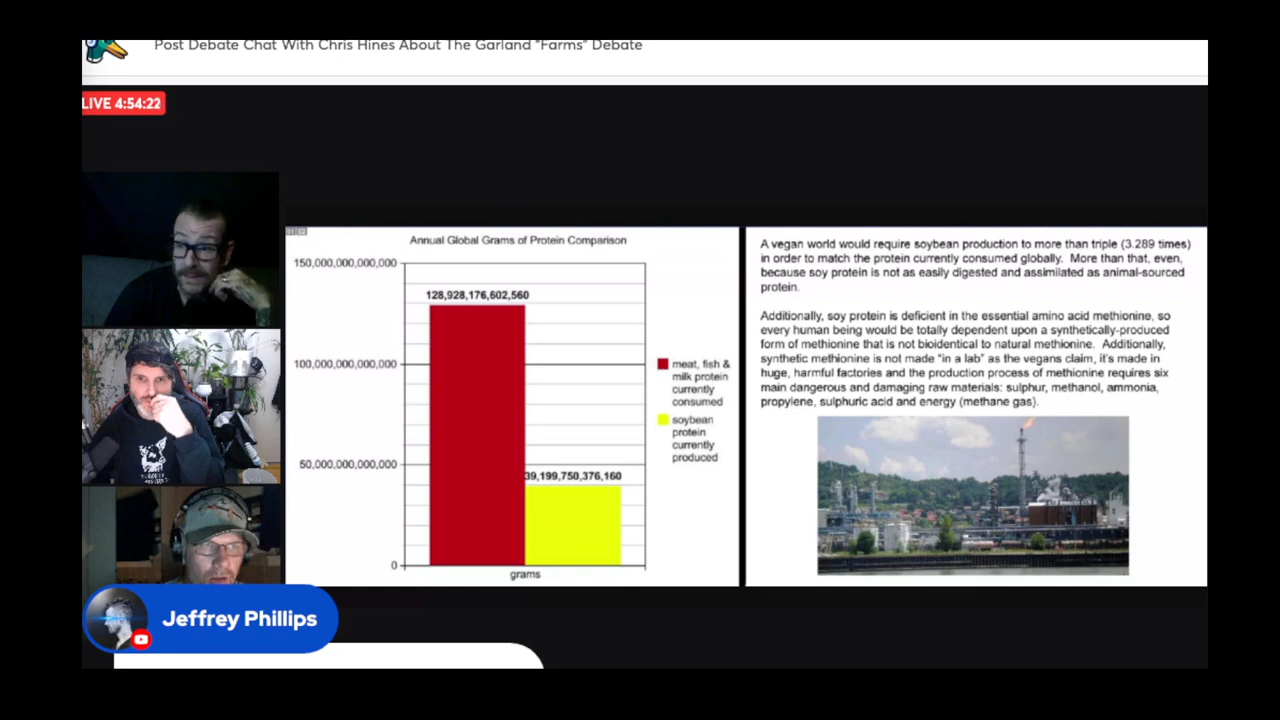 Post Debate Chat With Chris Hines About The Garland "Farms" Debate
LIVE 4:54:22
Annual Global Grams of Protein Comparison
150,000,000,000,000
128,928,176,602,560
100,000,000,000,000
50,000,000,000,000
39,199,750,376,160
0
grams
meat, fish &
milk protein
currently
consumed
soybean
protein
currently
produced
A vegan world would require soybean production to more than triple (3.289 times)
in order to match the protein currently consumed globally. More than that, even,
because soy protein is not as easily digested and assimilated as animal-sourced
protein.
Additionally, soy protein is deficient in the essential amino acid methionine, so
every human being would be totally dependent upon a synthetically-produced
form of methionine that is not bioidentical to natural methionine. Additionally,
synthetic methionine is not made "in a lab" as the vegans claim, it's made in
huge, harmful factories and the production process of methionine requires six
main dangerous and damaging raw materials: sulphur, methanol, ammonia,
propylene, sulphuric acid and energy (methane gas).
Jeffrey Phillips